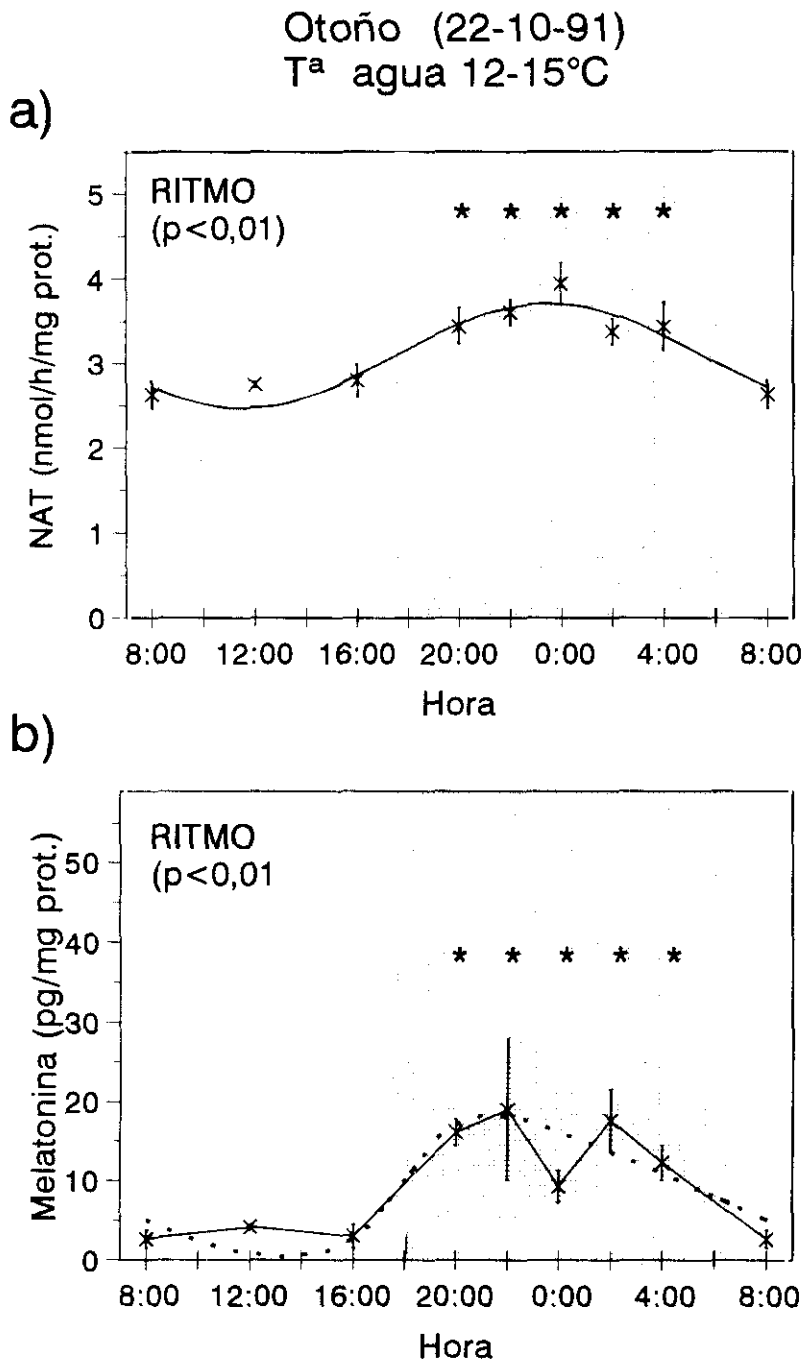 Otoño (22-10-91)
Tª agua 12-15°C
a)
RITMO
(p<0,01)
★ ★ ★ ★ ★
NAT (nmol/h/mg prot.)
5
4
3
2
1
0
8:00 12:00 16:00 20:00 0:00 4:00 8:00
Hora
b)
RITMO
(p<0,01
★ ★ ★ ★ ★
Melatonina (pg/mg prot.)
50
40
30
20
10
0
8:00 12:00 16:00 20:00 0:00 4:00 8:00
Hora